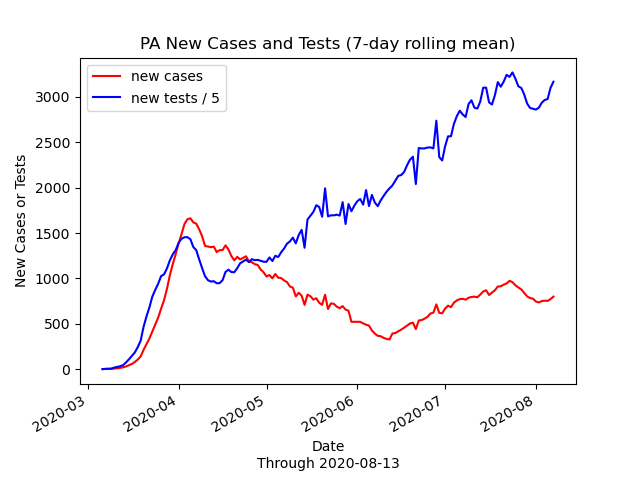 PA New Cases and Tests (7-day rolling mean)
new cases
new tests / 5
New Cases or Tests
3000
2500
2000
1500
1000
500
0
2020-03
2020-04
2020-05
2020-06
2020-07
2020-08
Date
Through 2020-08-13